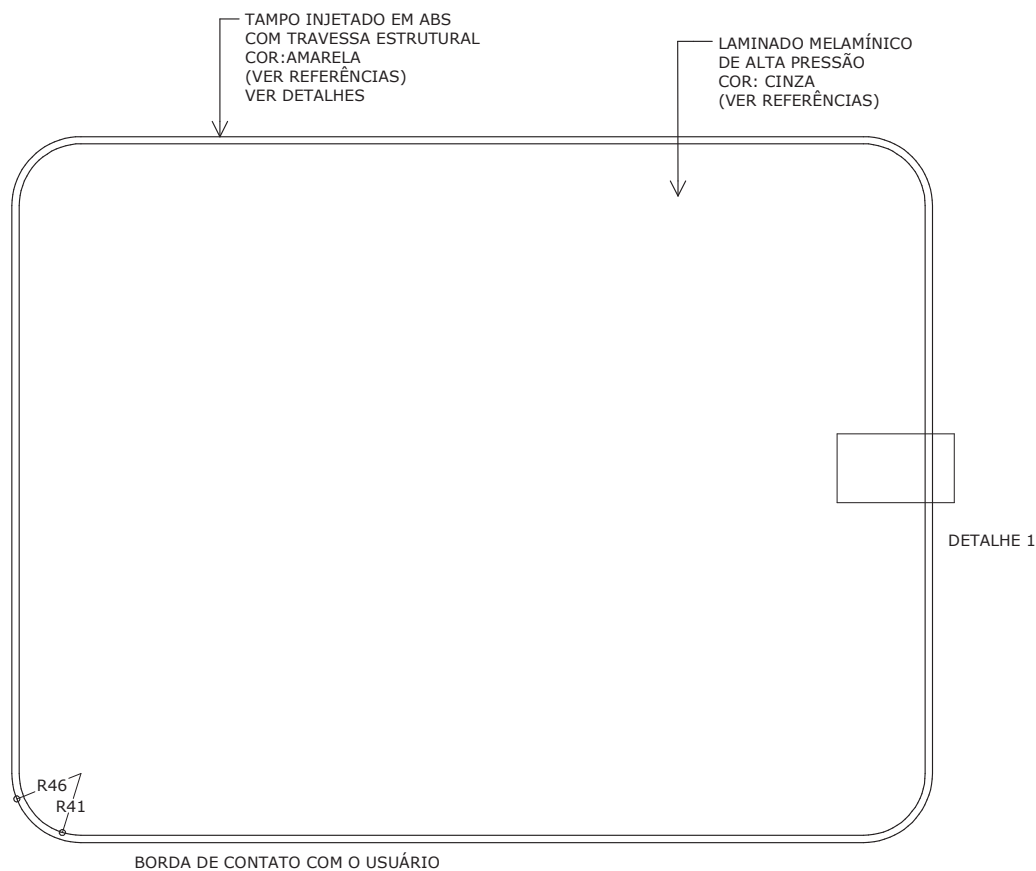 TAMPO INJETADO EM ABS
COM TRAVESSA ESTRUTURAL
COR:AMARELA
(VER REFERÊNCIAS)
VER DETALHES
LAMINADO MELAMÍNICO
DE ALTA PRESSÃO
COR: CINZA
(VER REFERÊNCIAS)
DETALHE 1
R46
R41
BORDA DE CONTATO COM O USUÁRIO